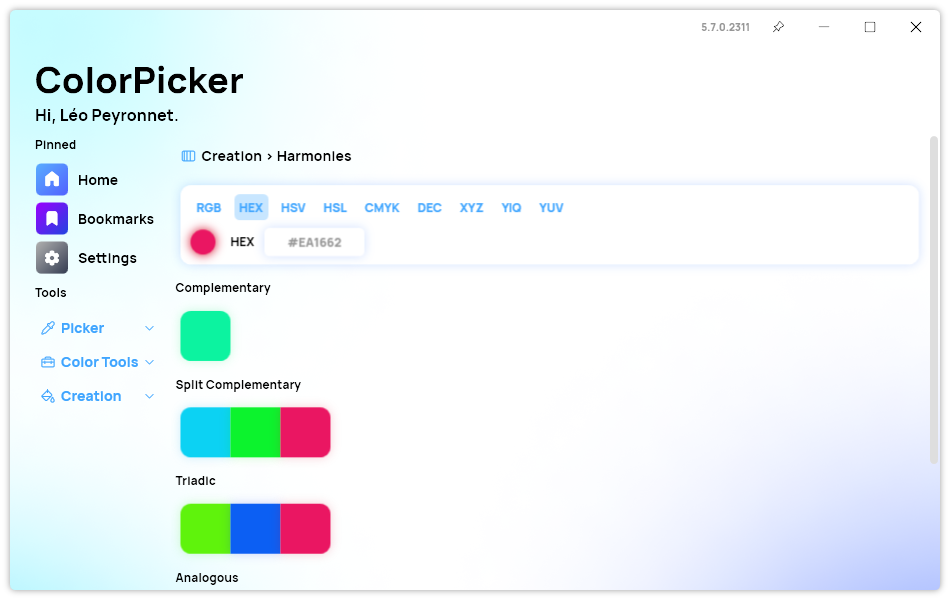 5.7.0.2311
ColorPicker
Hi, Léo Peyronnet.
Pinned
Home
Bookmarks
Settings
Tools
Picker
Color Tools
Creation
Creation > Harmonies
RGB HEX HSV HSL CMYK DEC XYZ YIQ YUV
HEX #EA1662
Complementary
Split Complementary
Triadic
Analogous